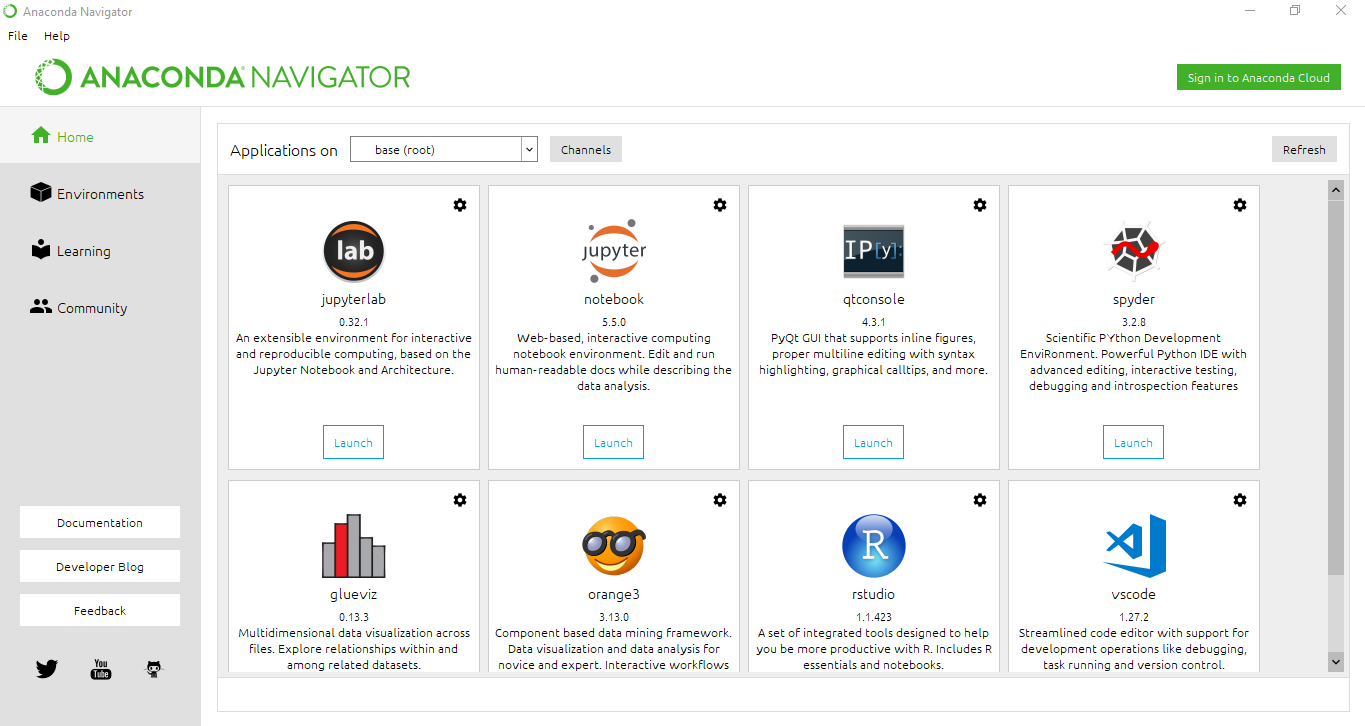 Anaconda Navigator
File Help
ANACONDA NAVIGATOR
Sign in to Anaconda Cloud
Home
Environments
Learning
Community
Documentation
Developer Blog
Feedback
You
Tube
Applications on
base (root)
Channels
Refresh
lab
jupyterlab
0.32.1
An extensible environment for interactive
and reproducible computing, based on the
Jupyter Notebook and Architecture.
Launch
jupyter
notebook
5.5.0
Web-based, interactive computing
notebook environment. Edit and run
human-readable docs while describing the
data analysis.
Launch
IP[y]:
qtconsole
4.3.1
PyQt GUI that supports inline figures,
proper multiline editing with syntax
highlighting, graphical calltips, and more.
Launch
spyder
3.2.8
Scientific PYthon Development
EnviRonment. Powerful Python IDE with
advanced editing, interactive testing,
debugging and introspection features
Launch
glueviz
0.13.3
Multidimensional data visualization across
files. Explore relationships within and
among related datasets.
orange3
3.13.0
Component based data mining framework.
Data visualization and data analysis for
novice and expert. Interactive workflows
R
rstudio
1.1.423
A set of integrated tools designed to help
you be more productive with R. Includes R
essentials and notebooks.
vscode
1.27.2
Streamlined code editor with support for
development operations like debugging,
task running and version control.